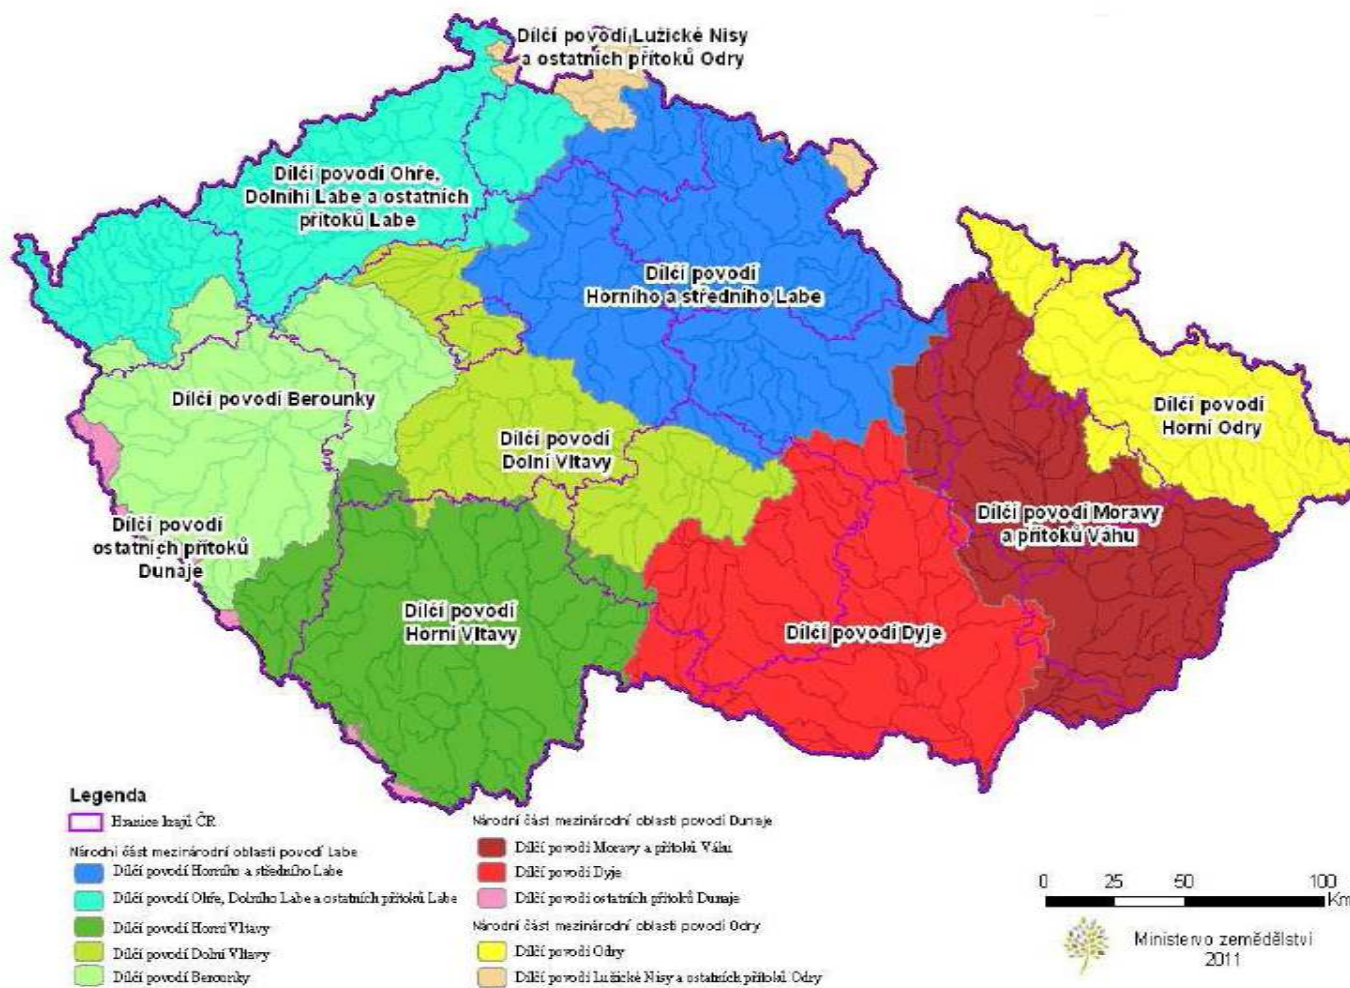 Dílčí povodí Lužické Nisy
a ostatních přítoků Odry
Dílčí povodí Ohře,
Dolního Labe a ostatních
přítoků Labe
Dílčí povodí
Horního a středního Labe
Dílčí povodí Berounky
Dílčí povodí
Horní Odry
Dílčí povodí
Dolní Vltavy
Dílčí povodí
ostatních přítoků
Dunaje
Dílčí povodí Moravy
a přítoků Váhu
Dílčí povodí
Horní Vltavy
Dílčí povodí Dyje
Legenda
Hranice krajů ČR
Národní část mezinárodní oblasti povodí Labe
Dílčí povodí Horního a středního Labe
Dílčí povodí Ohře, Dolního Labe a ostatních přítoků Labe
Dílčí povodí Horní Vltavy
Dílčí povodí Dolní Vltavy
Dílčí povodí Berounky
Národní část mezinárodní oblasti povodí Dunaje
Dílčí povodí Moravy a přítoků Váhu
Dílčí povodí Dyje
Dílčí povodí ostatních přítoků Dunaje
Národní část mezinárodní oblasti povodí Odry
Dílčí povodí Odry
Dílčí povodí Lužické Nisy a ostatních přítoků Odry
0 25 50 100
Km
Ministervo zemědělství
2011